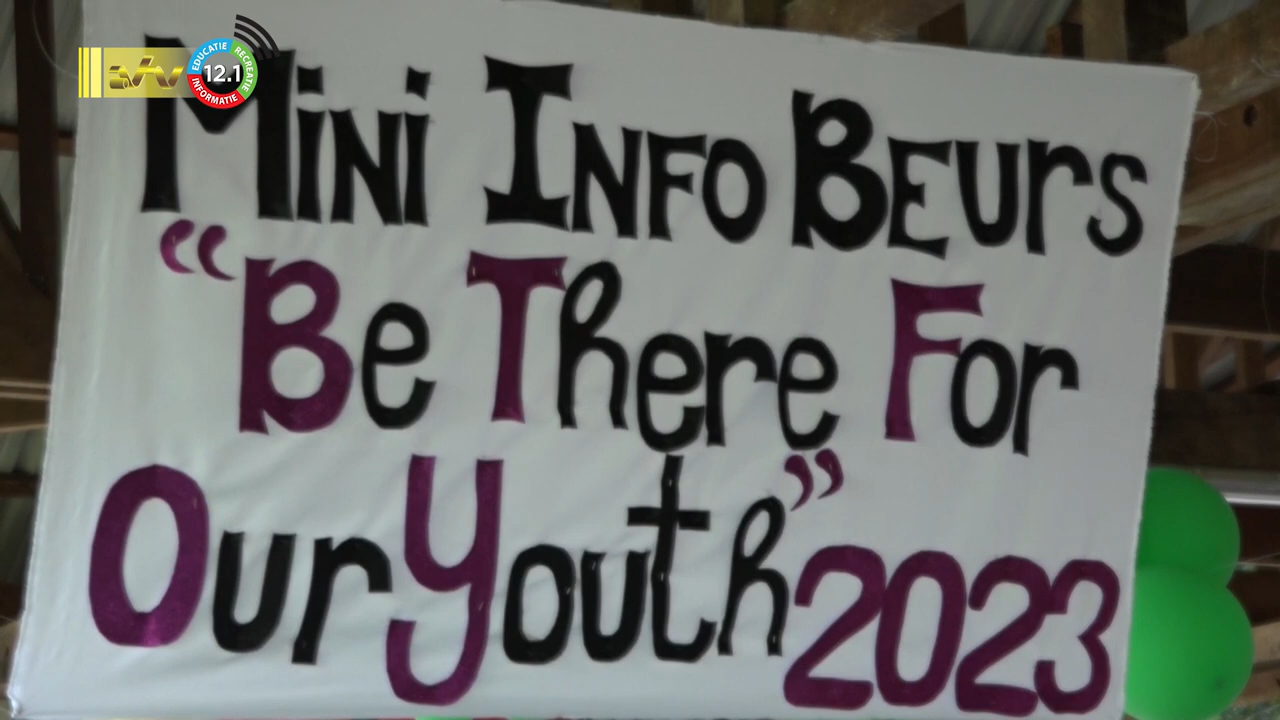 EDUCATIE
RECREATIE
INFORMATIE
12.1
Mini Info Beurs
“Be There For
Our Youth” 2023